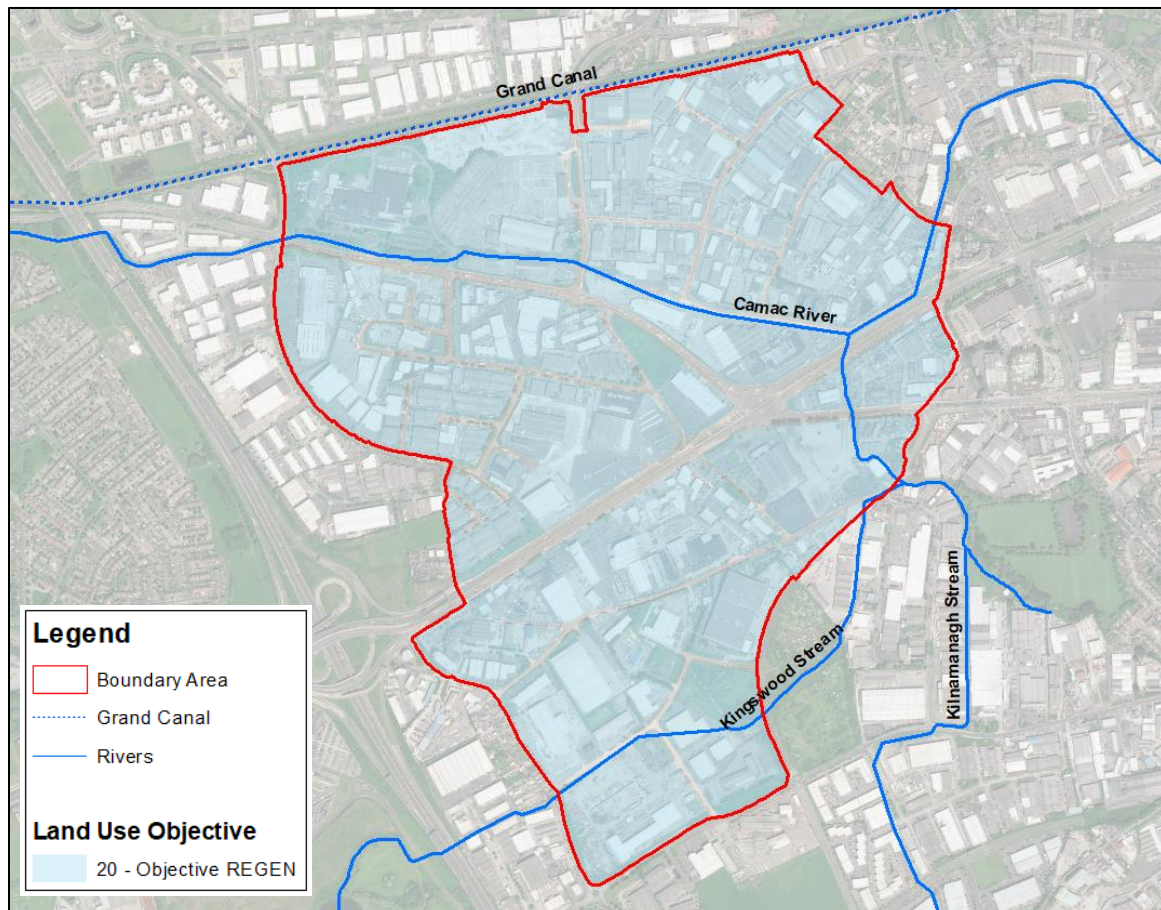 Grand Canal
Camac River
Kingswood Stream
Kilnamanagh Stream
Legend
Boundary Area
Grand Canal
Rivers
Land Use Objective
20 - Objective REGEN